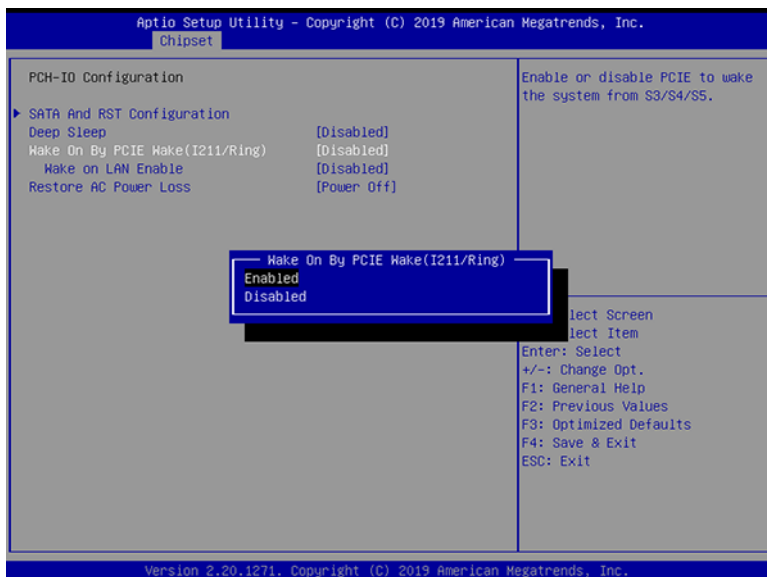 Aptio Setup Utility – Copyright (C) 2019 American Megatrends, Inc.
Chipset
PCH-IO Configuration
SATA And RST Configuration
Deep Sleep [Disabled]
Wake On By PCIE Wake(I211/Ring) [Disabled]
Wake on LAN Enable [Disabled]
Restore AC Power Loss [Power Off]
Enable or disable PCIE to wake
the system from S3/S4/S5.
Wake On By PCIE Wake(I211/Ring)
Enabled
Disabled
lect Screen
lect Item
Enter: Select
+/-: Change Opt.
F1: General Help
F2: Previous Values
F3: Optimized Defaults
F4: Save & Exit
ESC: Exit
Version 2.20.1271. Copyright (C) 2019 American Megatrends, Inc.